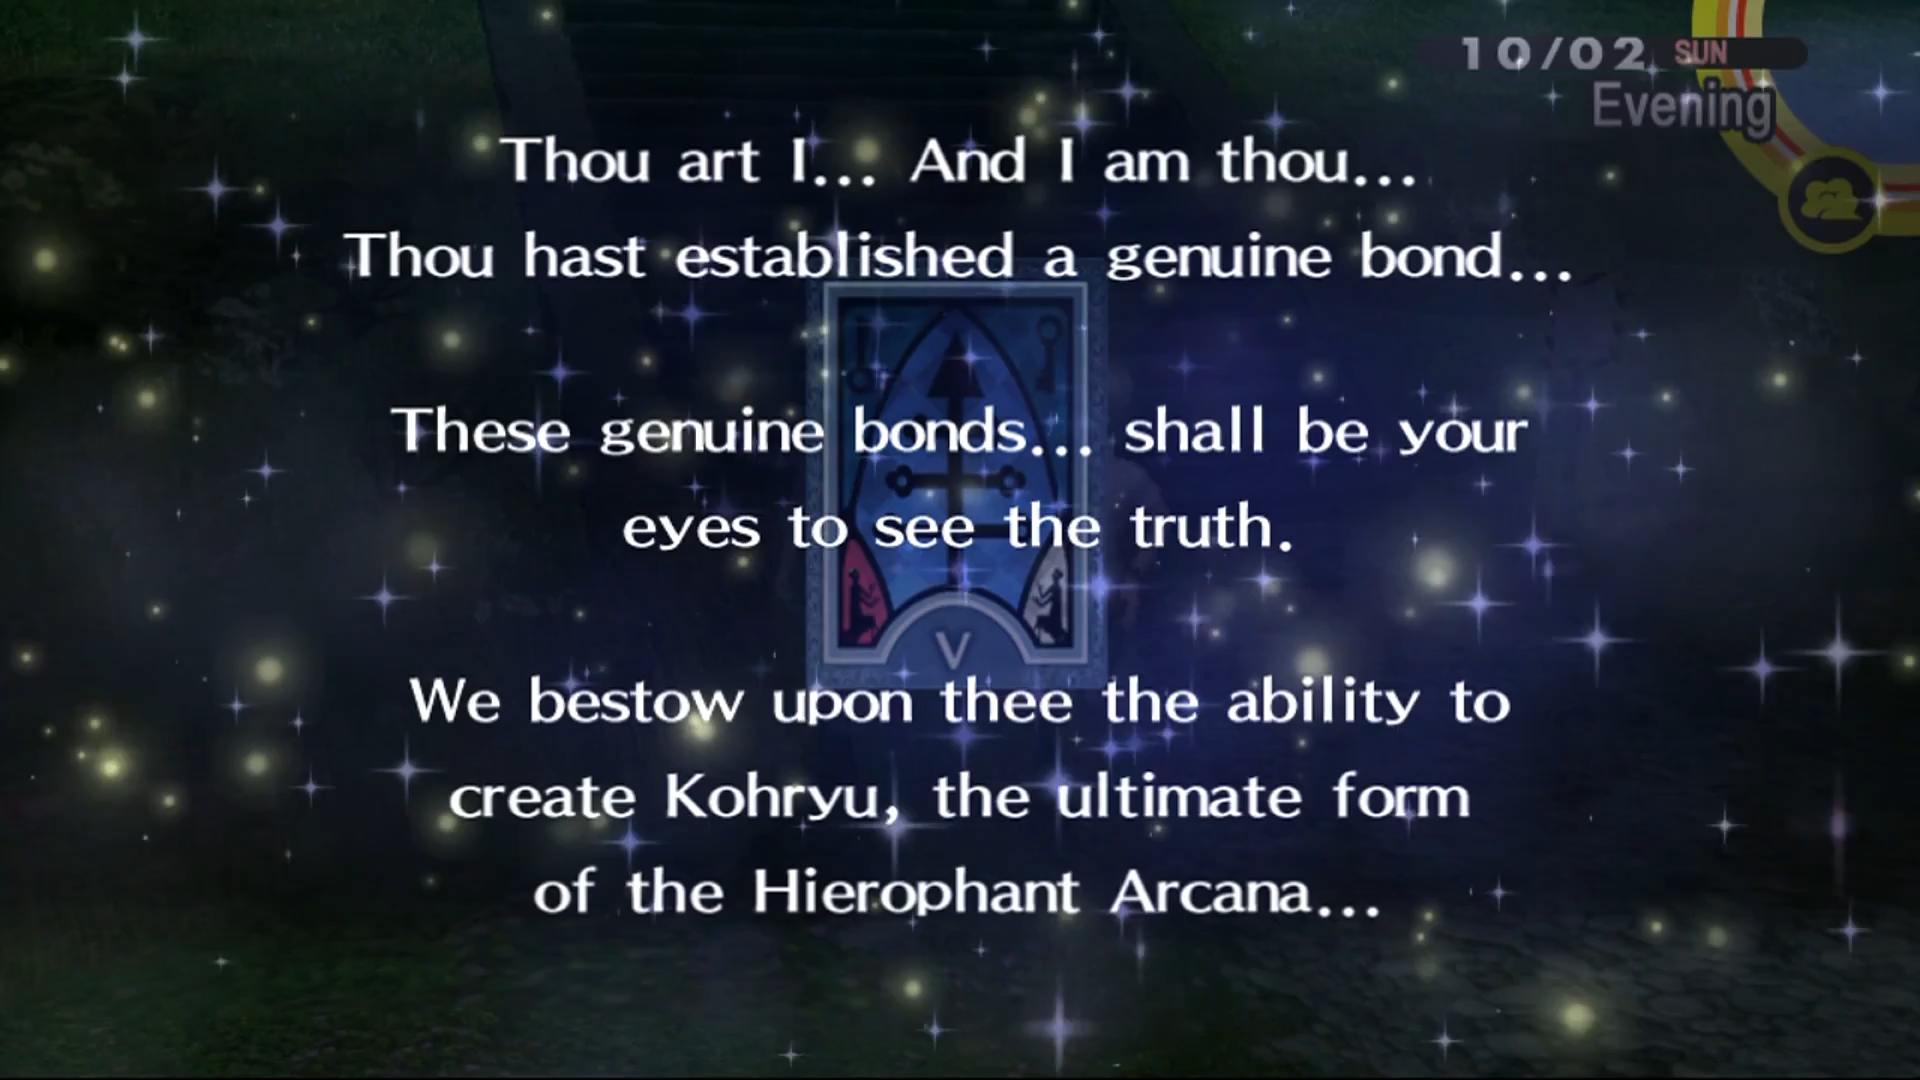 10/02 SUN
Evening
Thou art I... And I am thou...
Thou hast established a genuine bond...
These genuine bonds... shall be your
eyes to see the truth.
V
We bestow upon thee the ability to
create Kohryu, the ultimate form
of the Hierophant Arcana...